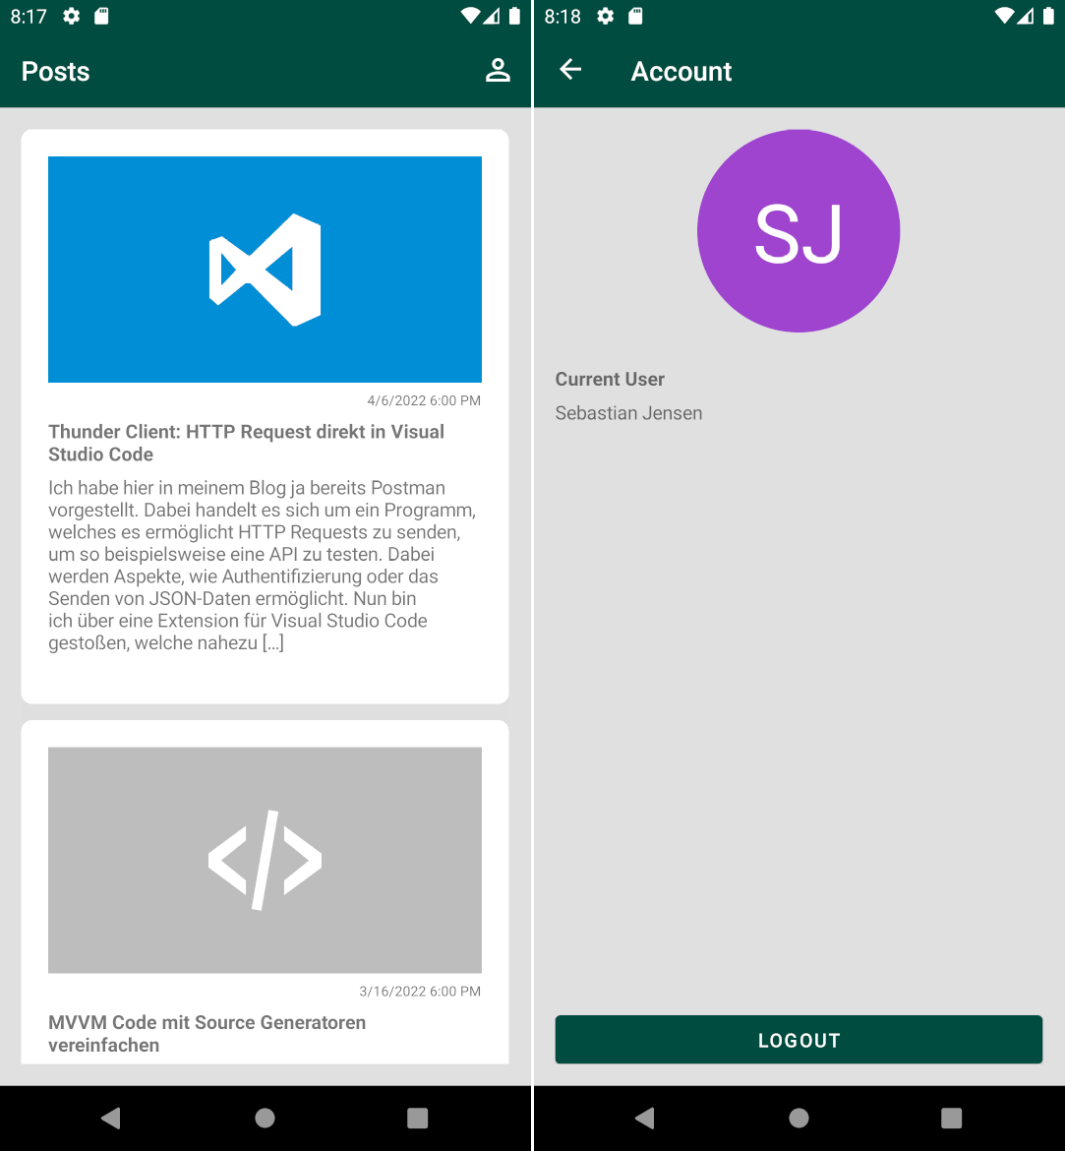 8:17
Posts
4/6/2022 6:00 PM
Thunder Client: HTTP Request direkt in Visual
Studio Code
Ich habe hier in meinem Blog ja bereits Postman
vorgestellt. Dabei handelt es sich um ein Programm,
welches es ermöglicht HTTP Requests zu senden,
um so beispielsweise eine API zu testen. Dabei
werden Aspekte, wie Authentifizierung oder das
Senden von JSON-Daten ermöglicht. Nun bin
ich über eine Extension für Visual Studio Code
gestoßen, welche nahezu [...]
</>
3/16/2022 6:00 PM
MVVM Code mit Source Generatoren
vereinfachen
8:18
Account
SJ
Current User
Sebastian Jensen
LOGOUT